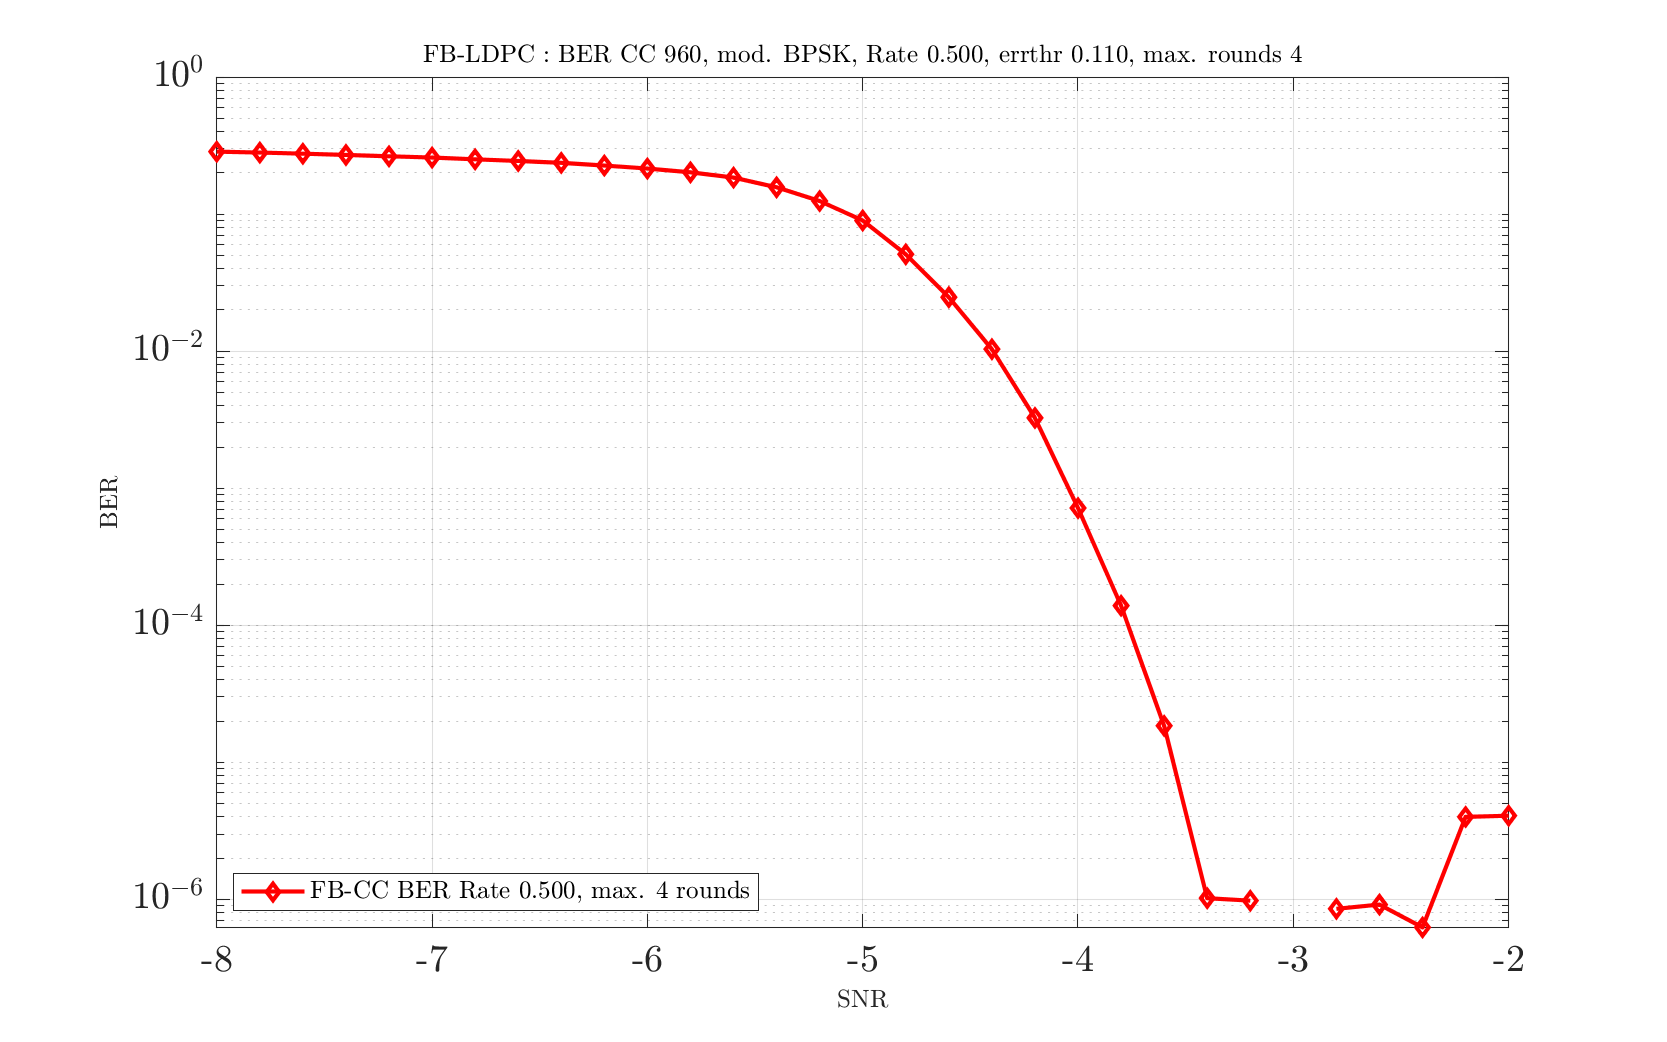 FB-LDPC : BER CC 960, mod. BPSK, Rate 0.500, errthr 0.110, max. rounds 4
10^0
10^-2
10^-4
10^-6
BER
FB-CC BER Rate 0.500, max. 4 rounds
-8 -7 -6 -5 -4 -3 -2
SNR